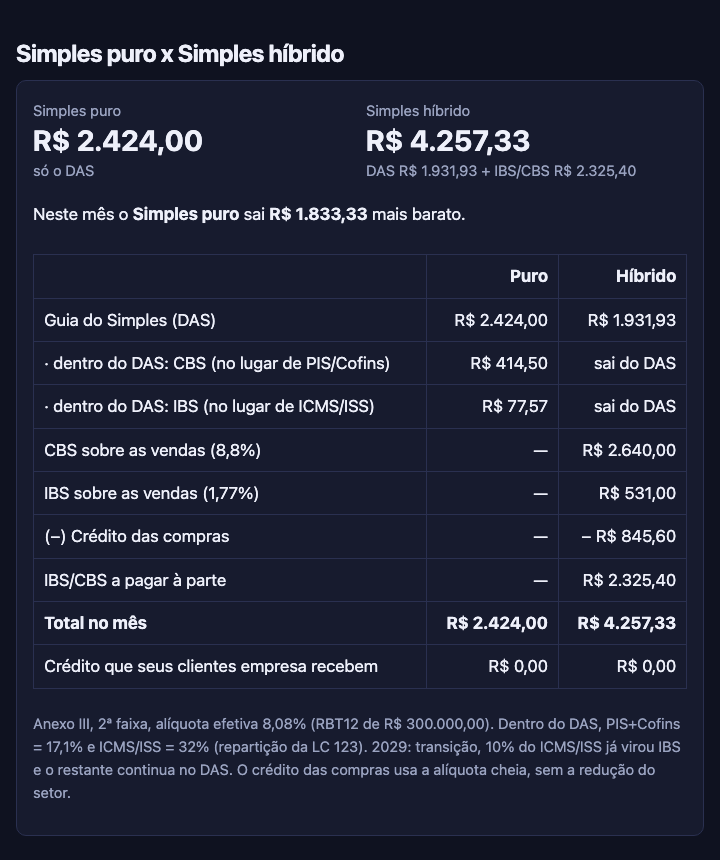 Simples puro x Simples híbrido
Simples puro
R$ 2.424,00
só o DAS
Simples híbrido
R$ 4.257,33
DAS R$ 1.931,93 + IBS/CBS R$ 2.325,40
Neste mês o Simples puro sai R$ 1.833,33 mais barato.
Puro Híbrido
Guia do Simples (DAS) R$ 2.424,00 R$ 1.931,93
· dentro do DAS: CBS (no lugar de PIS/Cofins) R$ 414,50 sai do DAS
· dentro do DAS: IBS (no lugar de ICMS/ISS) R$ 77,57 sai do DAS
CBS sobre as vendas (8,8%) — R$ 2.640,00
IBS sobre as vendas (1,77%) — R$ 531,00
(−) Crédito das compras — − R$ 845,60
IBS/CBS a pagar à parte — R$ 2.325,40
Total no mês R$ 2.424,00 R$ 4.257,33
Crédito que seus clientes empresa recebem R$ 0,00 R$ 0,00
Anexo III, 2ª faixa, alíquota efetiva 8,08% (RBT12 de R$ 300.000,00). Dentro do DAS, PIS+Cofins
= 17,1% e ICMS/ISS = 32% (repartição da LC 123). 2029: transição, 10% do ICMS/ISS já virou IBS
e o restante continua no DAS. O crédito das compras usa a alíquota cheia, sem a redução do
setor.